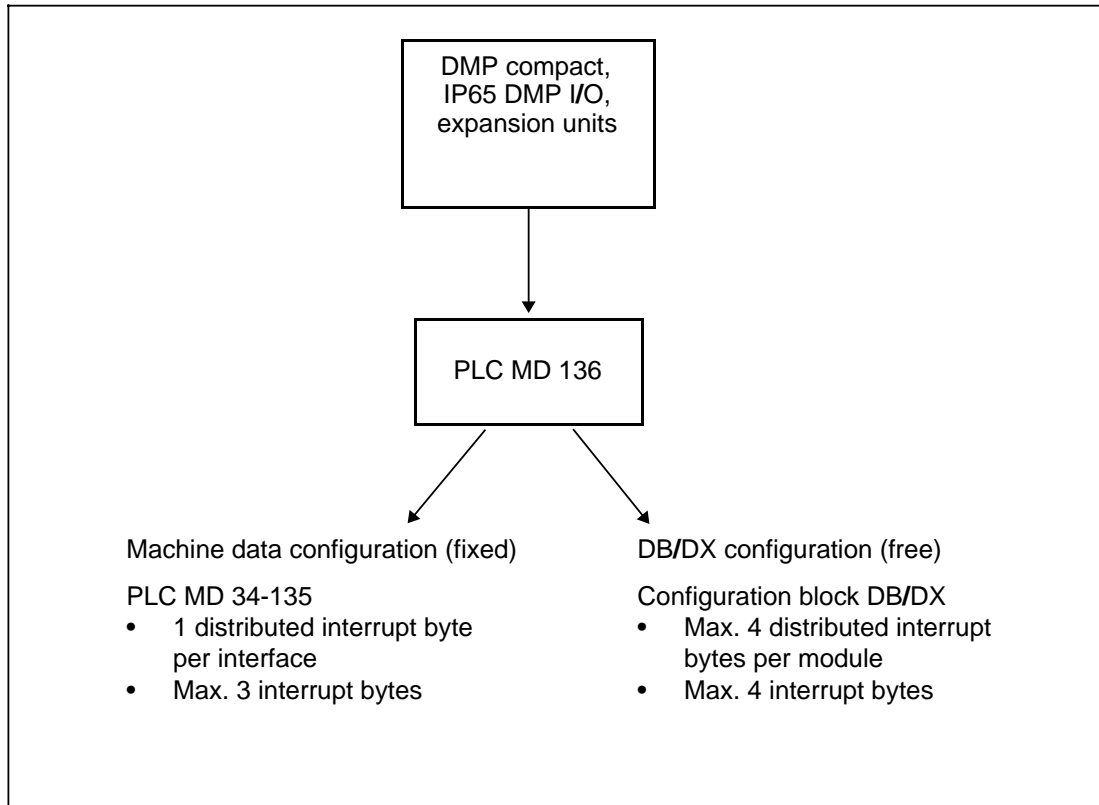 DMP compact,
IP65 DMP I/O,
expansion units
PLC MD 136
Machine data configuration (fixed)
PLC MD 34-135
• 1 distributed interrupt byte
per interface
• Max. 3 interrupt bytes
DB/DX configuration (free)
Configuration block DB/DX
• Max. 4 distributed interrupt
bytes per module
• Max. 4 interrupt bytes